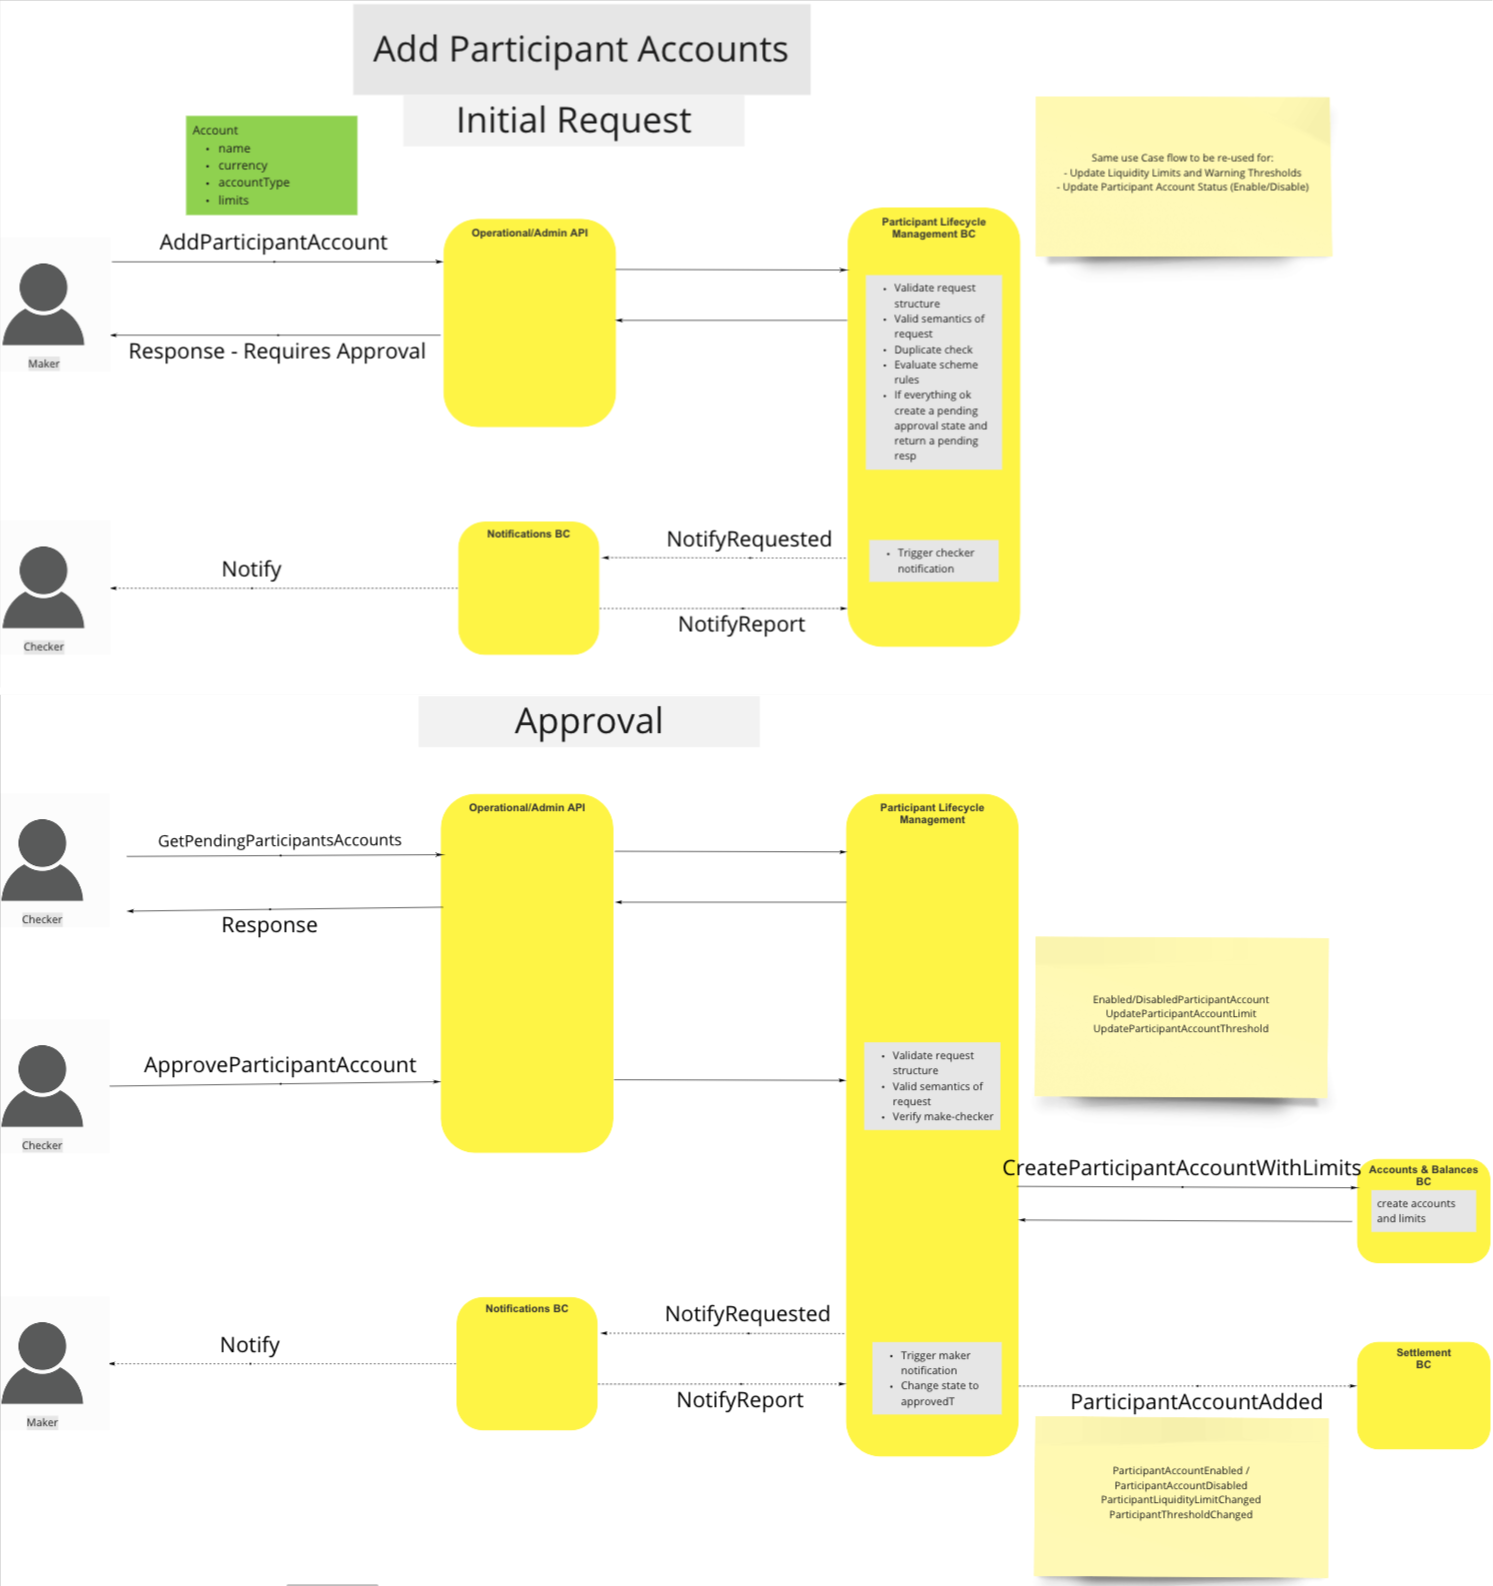 Add Participant Accounts
Initial Request
Account
• name
• currency
• accountType
• limits
Same use Case flow to be re-used for:
- Update Liquidity Limits and Warning Thresholds
- Update Participant Account Status (Enable/Disable)
AddParticipantAccount
Operational/Admin API
Participant Lifecycle
Management BC
• Validate request
structure
• Valid semantics of
request
• Duplicate check
• Evaluate scheme
rules
• If everything ok
create a pending
approval state and
return a pending
resp
Response - Requires Approval
Maker
Notifications BC
NotifyRequested
• Trigger checker
notification
Notify
NotifyReport
Checker
Approval
Operational/Admin API
Participant Lifecycle
Management
GetPendingParticipantsAccounts
Response
Checker
Enabled/DisabledParticipantAccount
UpdateParticipantAccountLimit
UpdateParticipantAccountThreshold
ApproveParticipantAccount
• Validate request
structure
• Valid semantics of
request
• Verify make-checker
Checker
CreateParticipantAccountWithLimits
Accounts & Balances
BC
create accounts
and limits
Notifications BC
NotifyRequested
Notify
• Trigger maker
notification
• Change state to
approvedT
Settlement
BC
NotifyReport
ParticipantAccountAdded
Maker
ParticipantAccountEnabled /
ParticipantAccountDisabled
ParticipantLiquidityLimitChanged
ParticipantThresholdChanged